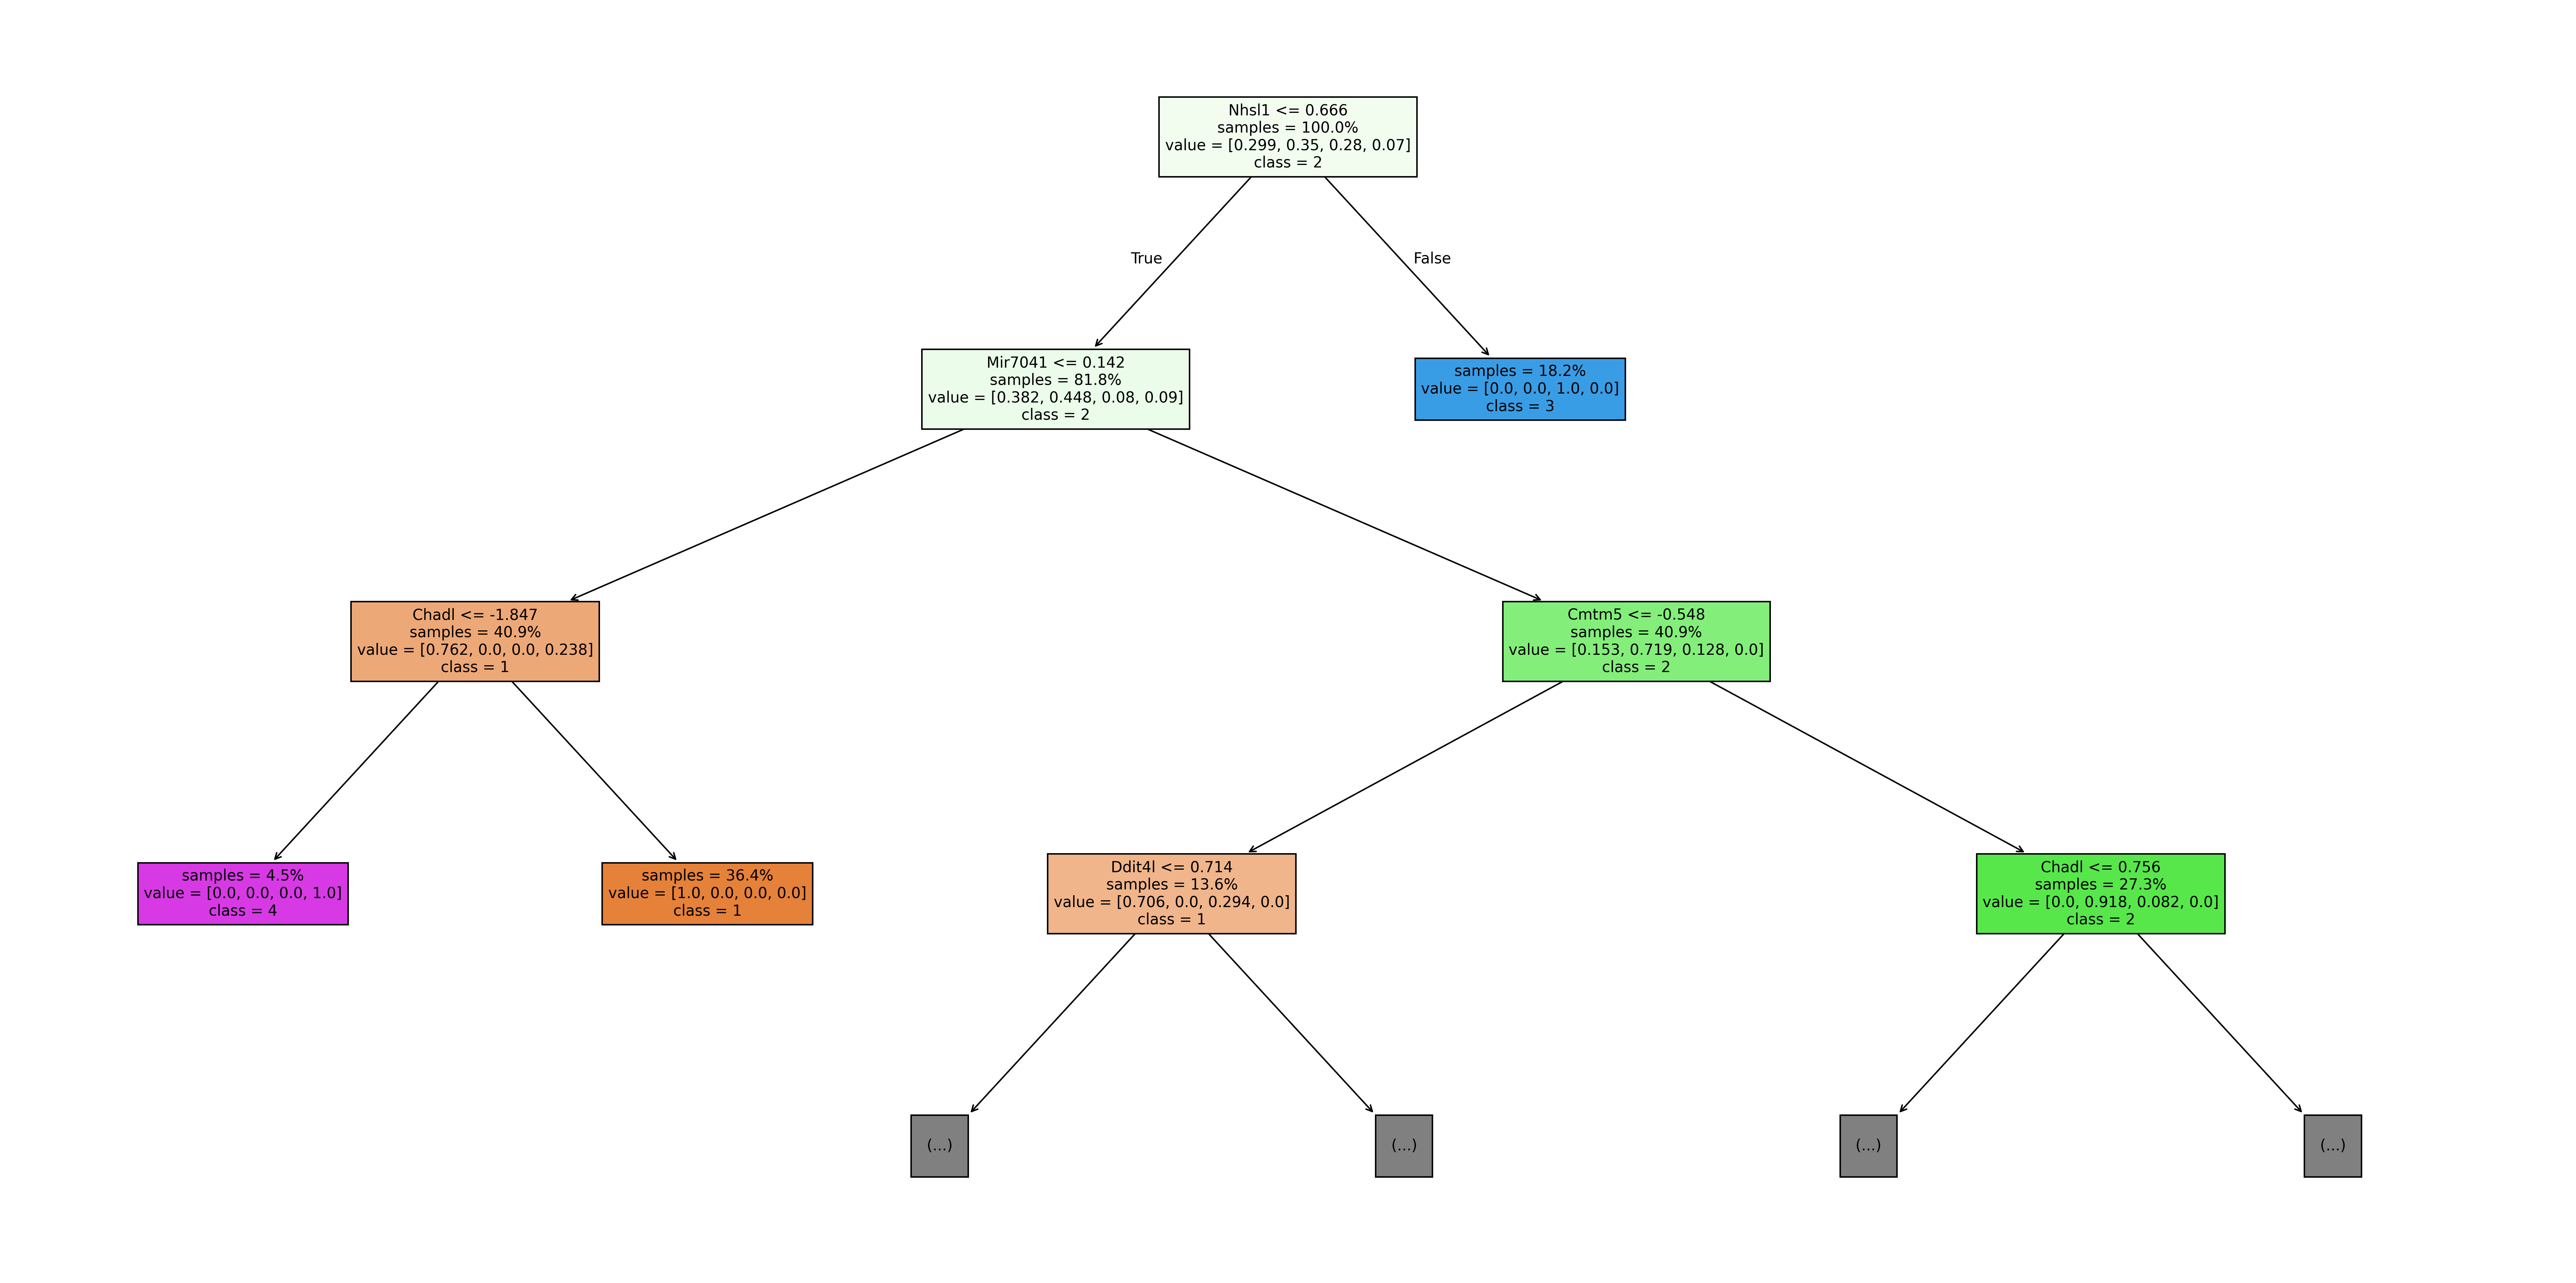 Nhsl1 <= 0.666
samples = 100.0%
value = [0.299, 0.35, 0.28, 0.07]
class = 2
True
False
Mir7041 <= 0.142
samples = 81.8%
value = [0.382, 0.448, 0.08, 0.09]
class = 2
samples = 18.2%
value = [0.0, 0.0, 1.0, 0.0]
class = 3
Chadl <= -1.847
samples = 40.9%
value = [0.762, 0.0, 0.0, 0.238]
class = 1
Cmtm5 <= -0.548
samples = 40.9%
value = [0.153, 0.719, 0.128, 0.0]
class = 2
samples = 4.5%
value = [0.0, 0.0, 0.0, 1.0]
class = 4
samples = 36.4%
value = [1.0, 0.0, 0.0, 0.0]
class = 1
Ddit4l <= 0.714
samples = 13.6%
value = [0.706, 0.0, 0.294, 0.0]
class = 1
Chadl <= 0.756
samples = 27.3%
value = [0.0, 0.918, 0.082, 0.0]
class = 2
(...)
(...)
(...)
(...)